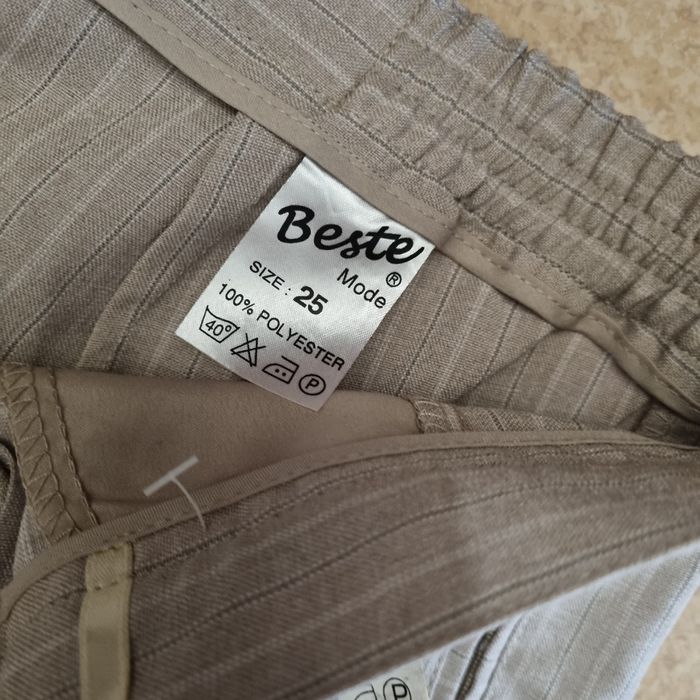 Beste
Mode ®
SIZE : 25
100% POLYESTER
40° P
P